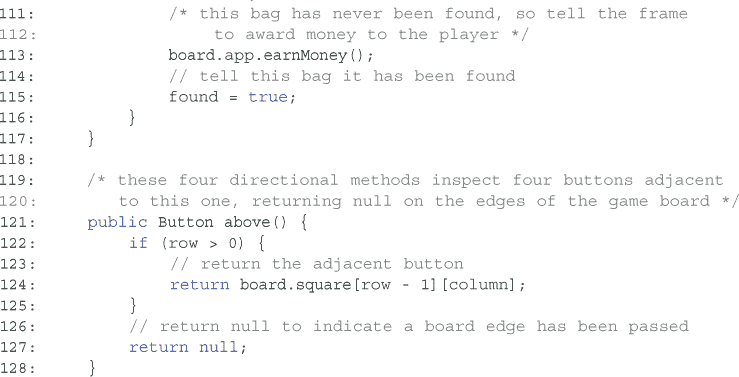 111:             /* this bag has never been found, so tell the frame
112:                 to award money to the player */
113:             board.app.earnMoney();
114:             // tell this bag it has been found
115:             found = true;
116:         }
117:     }
118:
119:     /* these four directional methods inspect four buttons adjacent
120:        to this one, returning null on the edges of the game board */
121:     public Button above() {
122:         if (row > 0) {
123:             // return the adjacent button
124:             return board.square[row - 1][column];
125:         }
126:         // return null to indicate a board edge has been passed
127:         return null;
128:     }